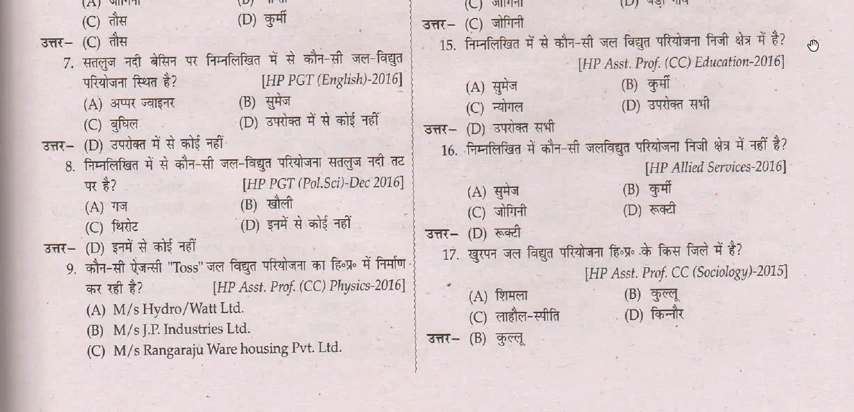 (C) तौस (D) कुर्मी
उत्तर– (C) तौस
7. सतलुज नदी बेसिन पर निम्नलिखित में से कौन-सी जल-विद्युत
परियोजना स्थित है? [HP PGT (English)-2016]
(A) अप्पर ज्वाइनर (B) सुमेज
(C) बुधिल (D) उपरोक्त में से कोई नहीं
उत्तर– (D) उपरोक्त में से कोई नहीं
8. निम्नलिखित में से कौन-सी जल-विद्युत परियोजना सतलुज नदी तट
पर है? [HP PGT (Pol.Sci)-Dec 2016]
(A) गज (B) खौली
(C) थिरोट (D) इनमें से कोई नहीं
उत्तर– (D) इनमें से कोई नहीं
9. कौन-सी ऐजन्सी "Toss" जल विद्युत परियोजना का हि०प्र० में निर्माण
कर रही है? [HP Asst. Prof. (CC) Physics-2016]
(A) M/s Hydro/Watt Ltd.
(B) M/s J.P. Industries Ltd.
(C) M/s Rangaraju Ware housing Pvt. Ltd.
(C) जोगिनी
उत्तर– (C) जोगिनी
15. निम्नलिखित में से कौन-सी जल विद्युत परियोजना निजी क्षेत्र में है?
[HP Asst. Prof. (CC) Education-2016]
(A) सुमेज (B) कुर्मी
(C) न्योगल (D) उपरोक्त सभी
उत्तर– (D) उपरोक्त सभी
16. निम्नलिखित में कौन-सी जलविद्युत परियोजना निजी क्षेत्र में नहीं है?
[HP Allied Services-2016]
(A) सुमेज (B) कुर्मी
(C) जोगिनी (D) रूक्टी
उत्तर– (D) रूक्टी
17. खुरपन जल विद्युत परियोजना हि०प्र० के किस जिले में है?
[HP Asst. Prof. CC (Sociology)-2015]
(A) शिमला (B) कुल्लू
(C) लाहौल-स्पीति (D) किन्नौर
उत्तर– (B) कुल्लू